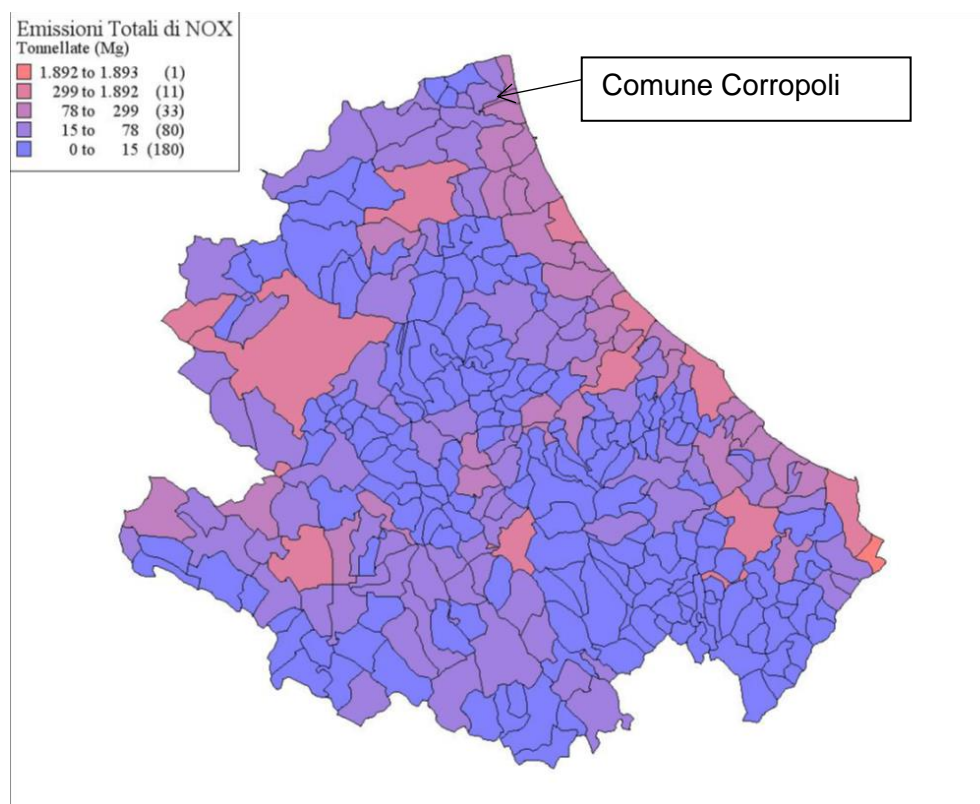 Emissioni Totali di NOX
Tonnellate (Mg)
1.892 to 1.893 (1)
299 to 1.892 (11)
78 to 299 (33)
15 to 78 (80)
0 to 15 (180)
Comune Corropoli